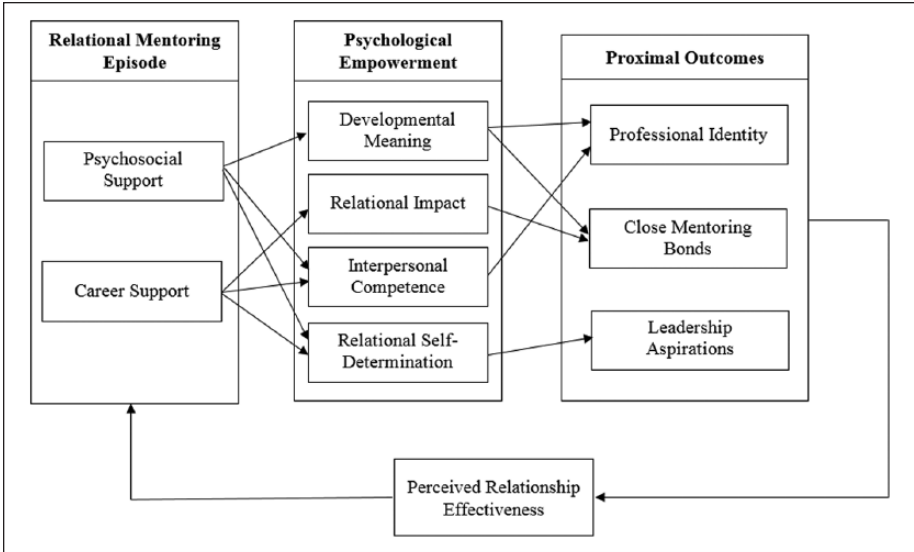 Relational Mentoring
Episode
Psychosocial
Support
Career Support
Psychological
Empowerment
Developmental
Meaning
Relational Impact
Interpersonal
Competence
Relational Self-
Determination
Proximal Outcomes
Professional Identity
Close Mentoring
Bonds
Leadership
Aspirations
Perceived Relationship
Effectiveness